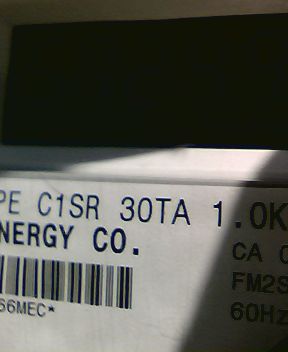 PE C1SR 30TA 1.0K
NERGY CO.
CA
FM2S
66MEC*
60Hz